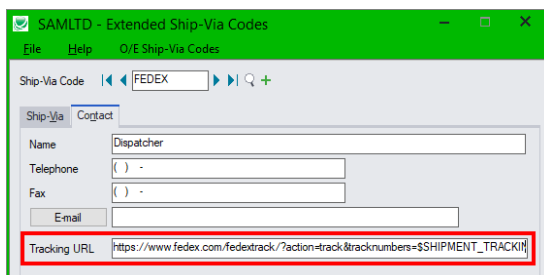 SAMLTD - Extended Ship-Via Codes
File Help O/E Ship-Via Codes
Ship-Via Code FEDEX
Ship-Via Contact
Name Dispatcher
Telephone ( ) -
Fax ( ) -
E-mail
Tracking URL https://www.fedex.com/fedextrack/?action=track&tracknumbers=$SHIPMENT_TRACKIN